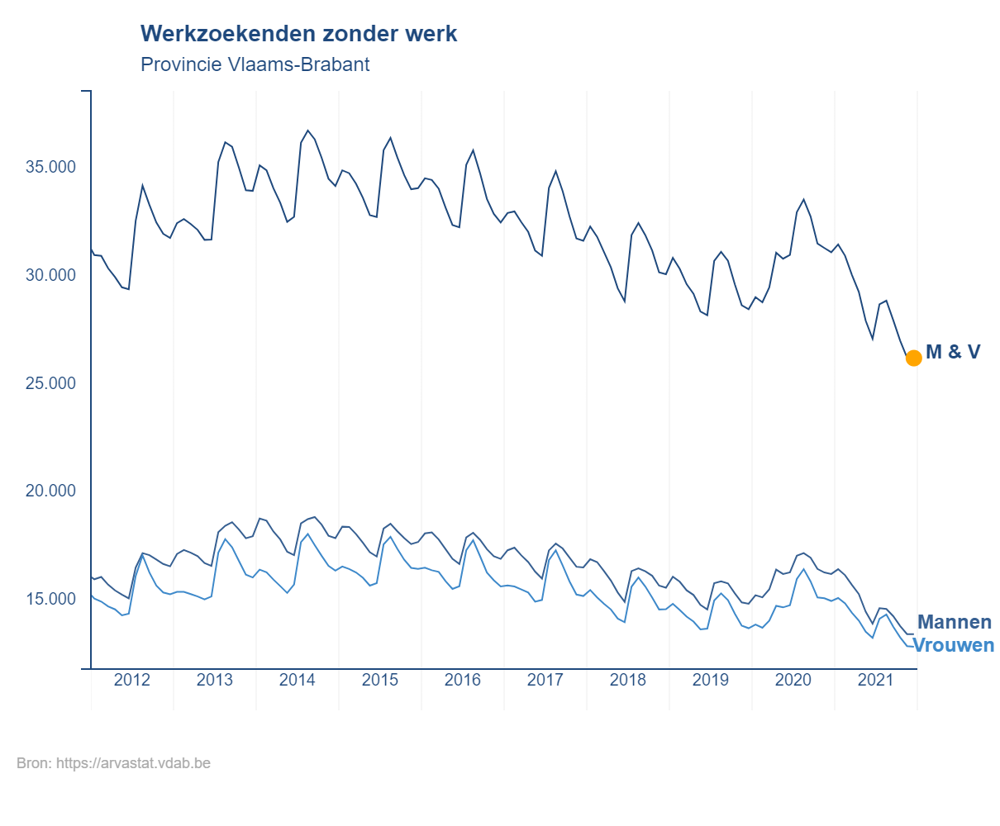 Werkzoekenden zonder werk
Provincie Vlaams-Brabant
35.000
30.000
25.000
20.000
15.000
M & V
Mannen
Vrouwen
2012 2013 2014 2015 2016 2017 2018 2019 2020 2021
Bron: https://arvastat.vdab.be